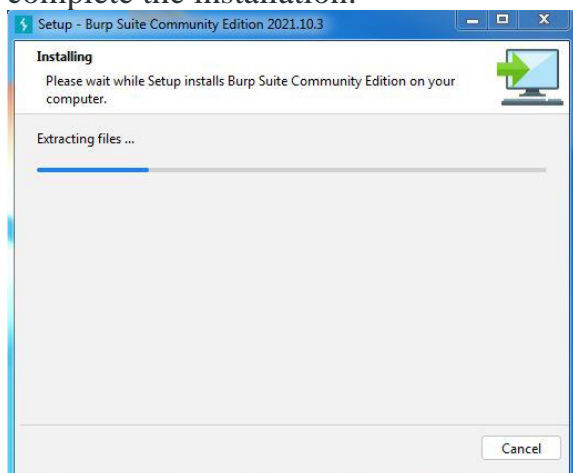 complete the installation.
Setup - Burp Suite Community Edition 2021.10.3
Installing
Please wait while Setup installs Burp Suite Community Edition on your
computer.
Extracting files ...
Cancel